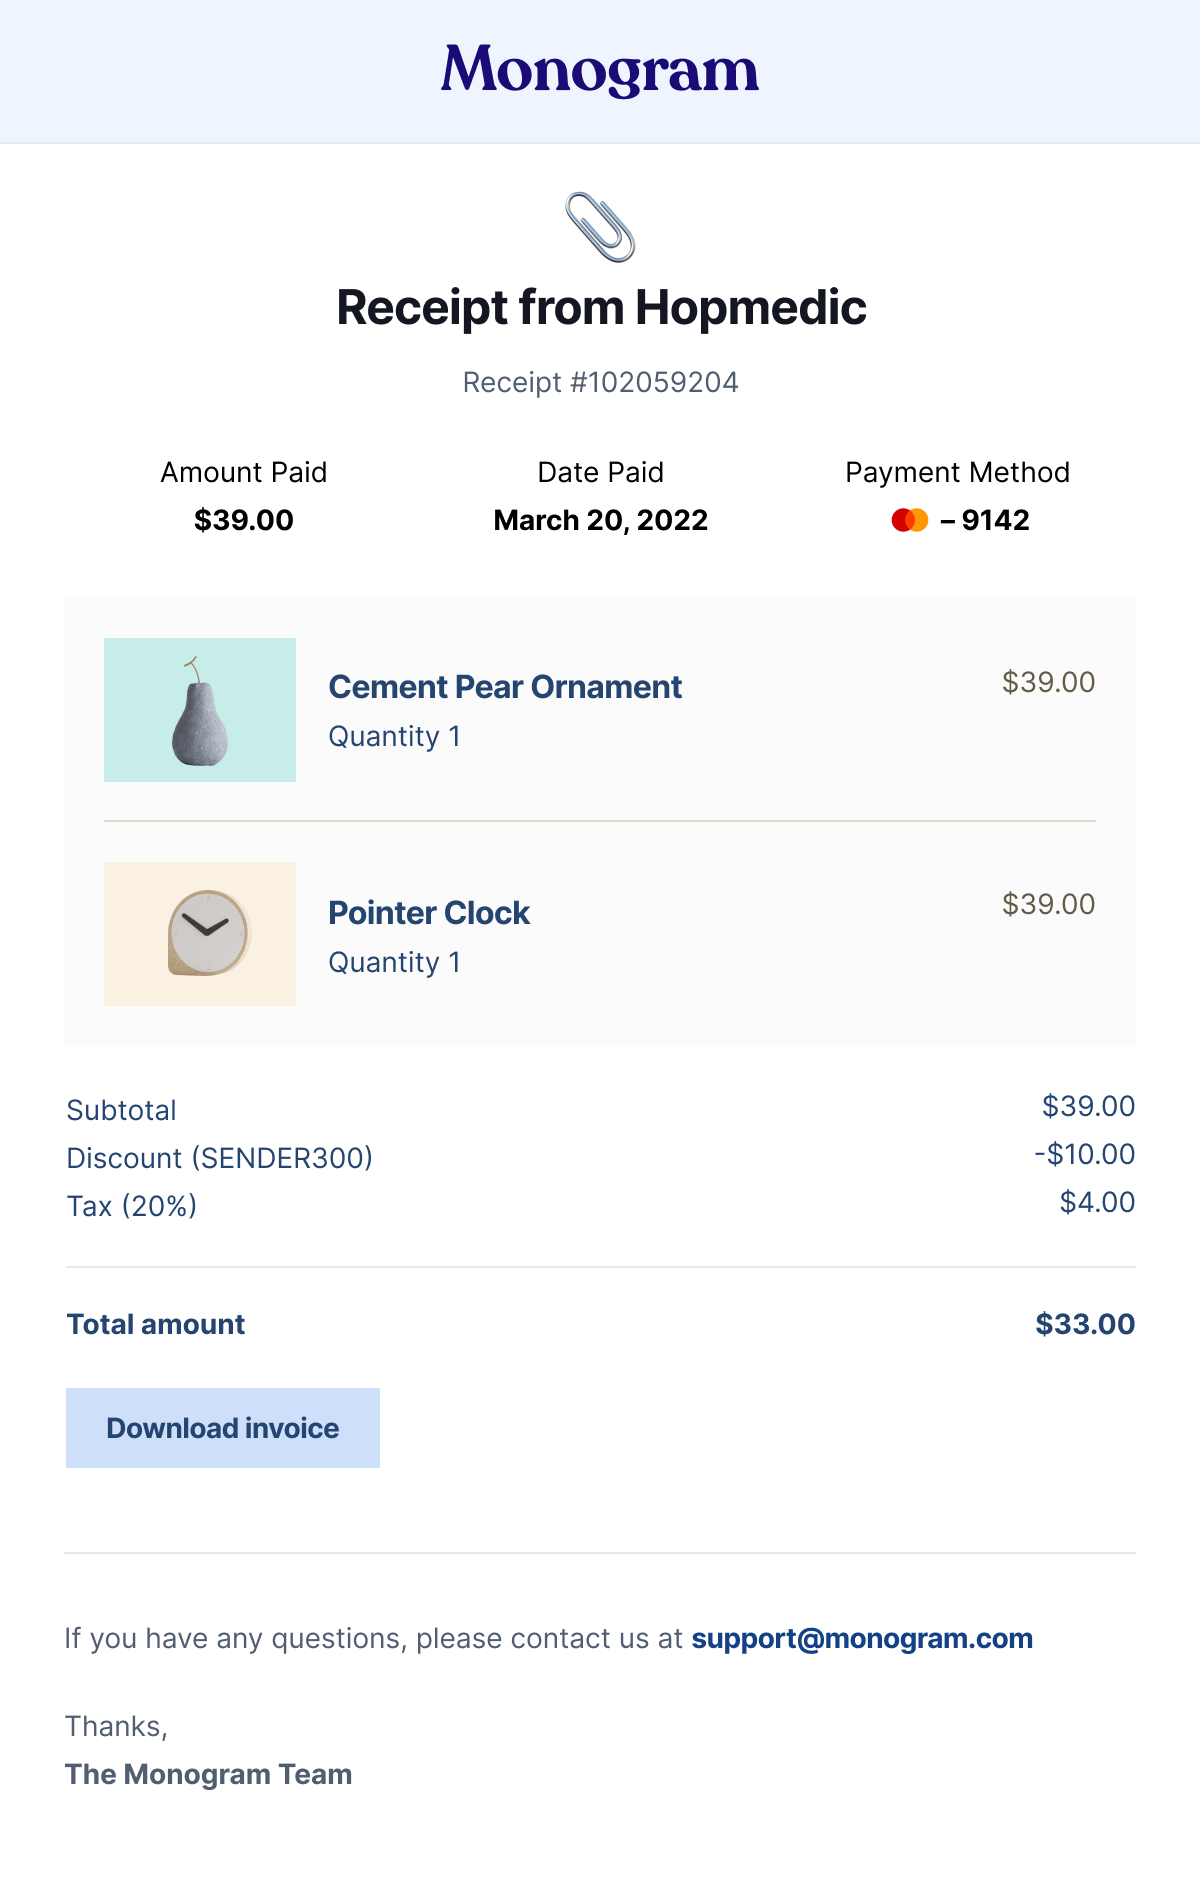 Monogram
Receipt from Hopmedic
Receipt #102059204
Amount Paid Date Paid Payment Method
$39.00 March 20, 2022 – 9142
Cement Pear Ornament $39.00
Quantity 1
Pointer Clock $39.00
Quantity 1
Subtotal $39.00
Discount (SENDER300) -$10.00
Tax (20%) $4.00
Total amount $33.00
Download invoice
If you have any questions, please contact us at support@monogram.com
Thanks,
The Monogram Team